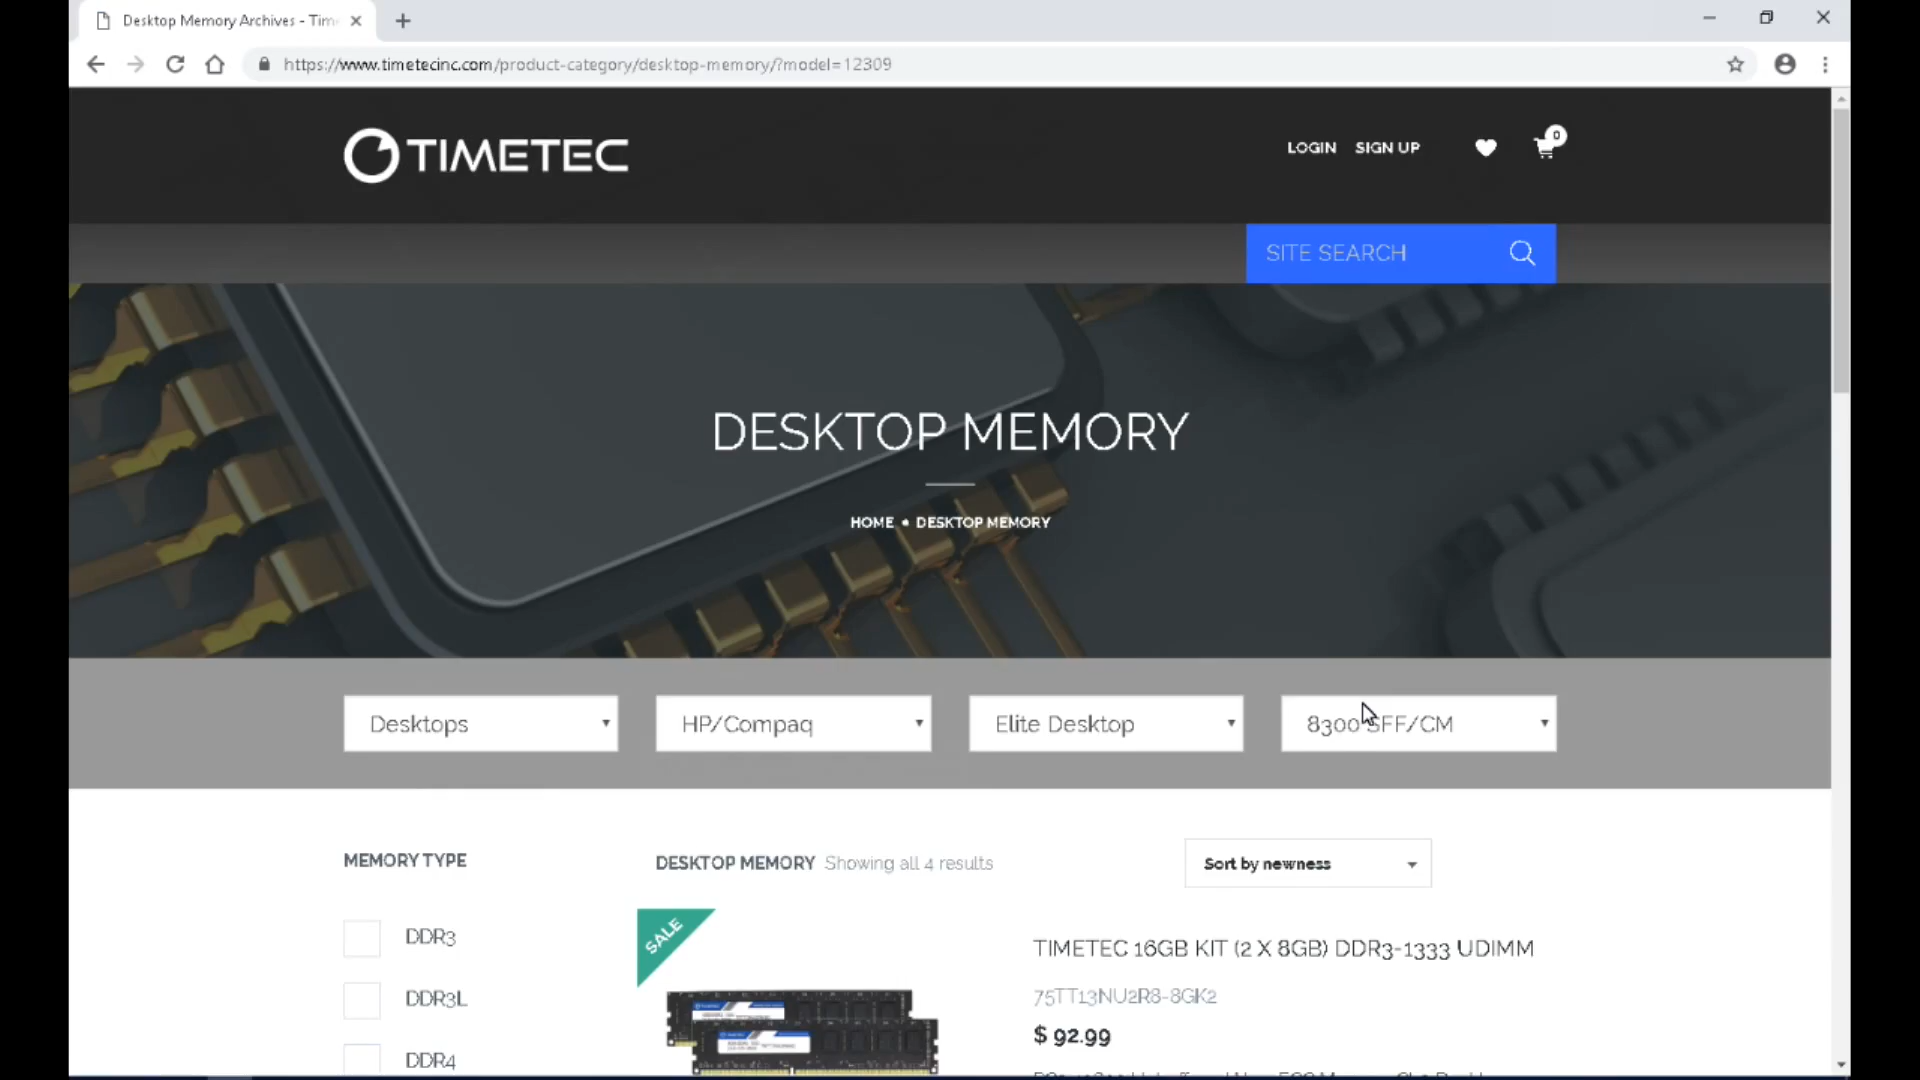 Desktop Memory Archives - Tim
https://www.timetecinc.com/product-category/desktop-memory/?model=12309
TIMETEC
LOGIN SIGN UP
0
SITE SEARCH
DESKTOP MEMORY
HOME • DESKTOP MEMORY
Desktops
HP/Compaq
Elite Desktop
8300 SFF/CM
MEMORY TYPE
DESKTOP MEMORY Showing all 4 results
Sort by newness
DDR3
DDR3L
DDR4
SALE
TIMETEC 16GB KIT (2 X 8GB) DDR3-1333 UDIMM
75TT13NU2R8-8GK2
$ 92.99